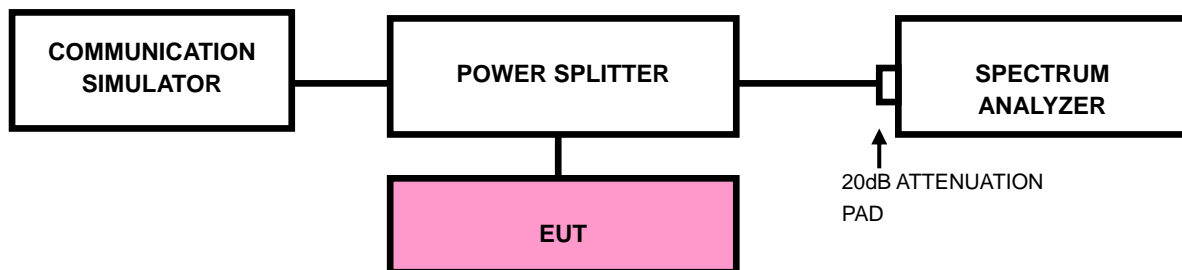 COMMUNICATION
SIMULATOR
POWER SPLITTER
SPECTRUM
ANALYZER
20dB ATTENUATION
PAD
EUT